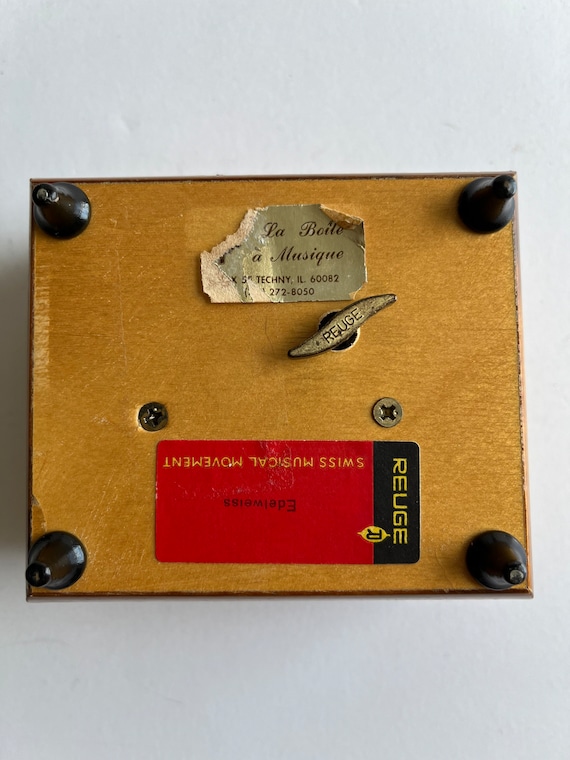 La Boite
à Musique
TECHNY, IL. 60082
272-8050
REUGE
REUGE
SWISS MUSICAL MOVEMENT
Edelweiss